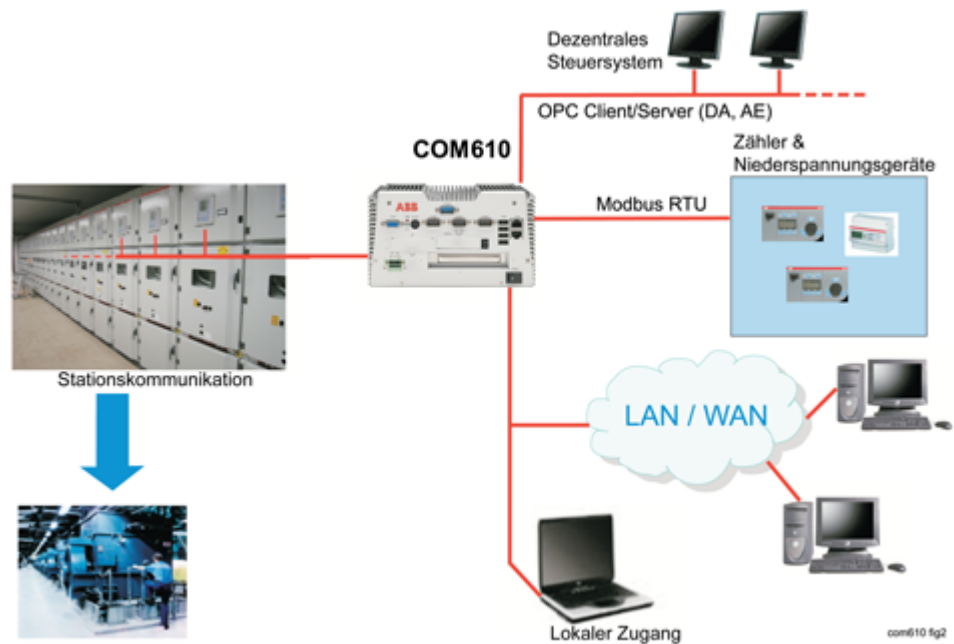 Dezentrales
Steuersystem
OPC Client/Server (DA, AE)
COM610
Zähler &
Niederspannungsgeräte
ABB
Modbus RTU
Stationskommunikation
LAN / WAN
Lokaler Zugang
com610 fig2